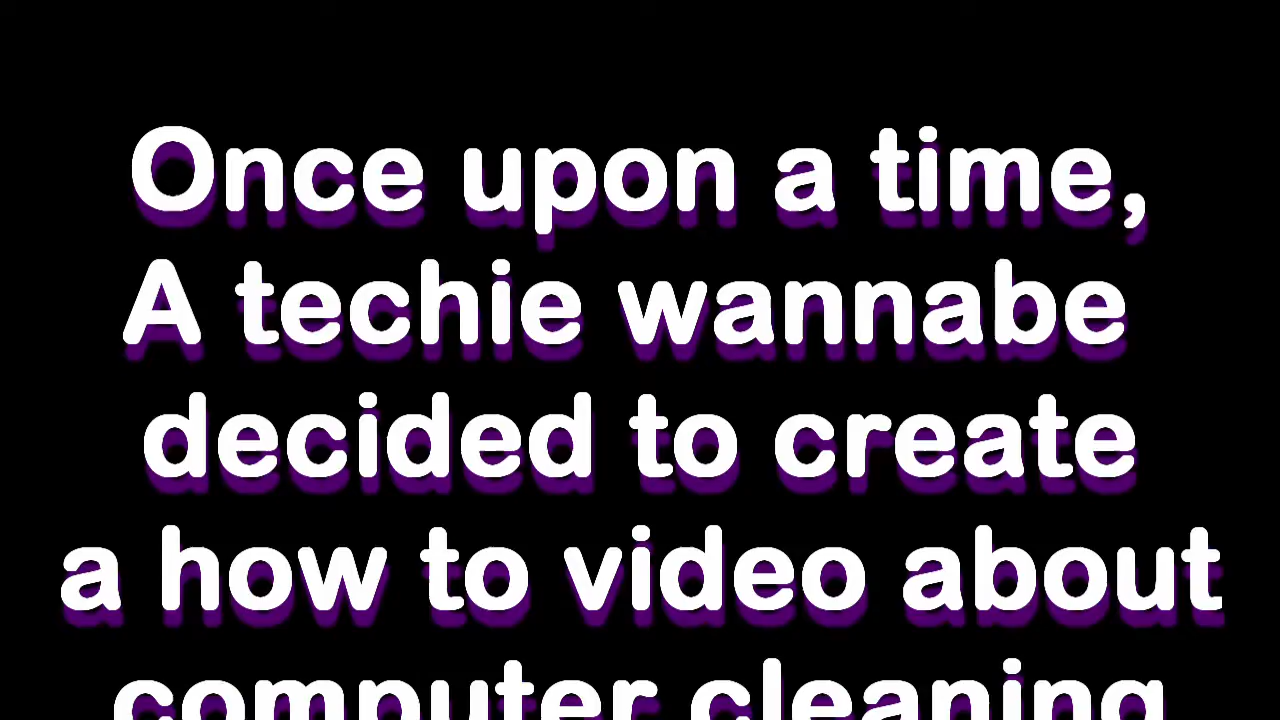 Once upon a time,
A techie wannabe
decided to create
a how to video about
computer cleaning